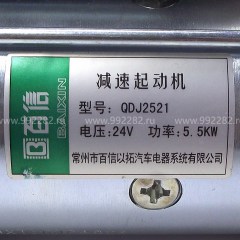 百信
BAIXIN
减速起动机
型号: QDJ2521
电压:24V 功率:5.5KW
常州市百信以拓汽车电器系统有限公司
www.992282.ru